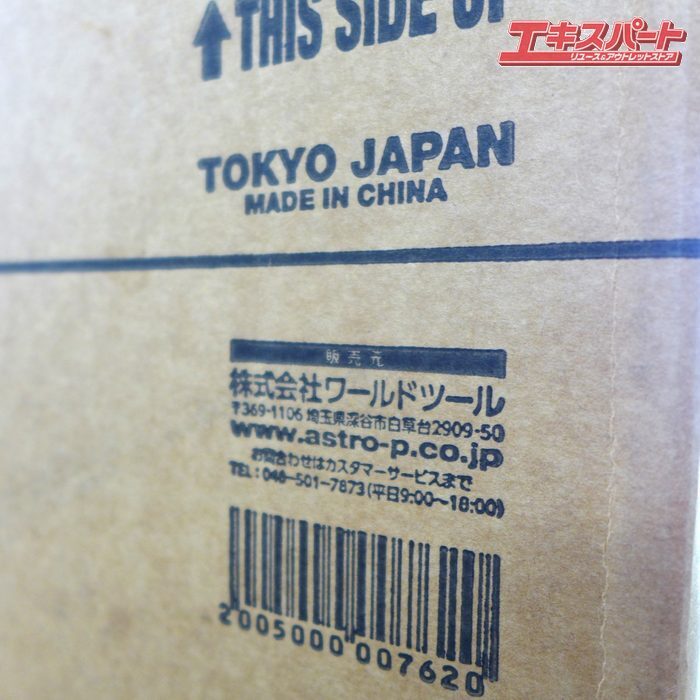 THIS SIDE UP
エキスパート
リユース&アウトレットストア
TOKYO JAPAN
MADE IN CHINA
販売元
株式会社ワールドツール
〒369-1106 埼玉県深谷市白草台2909-50
www.astro-p.co.jp
お問合わせはカスタマーサービスまで
TEL:048-501-7873(平日9:00〜18:00)
2005000 007620